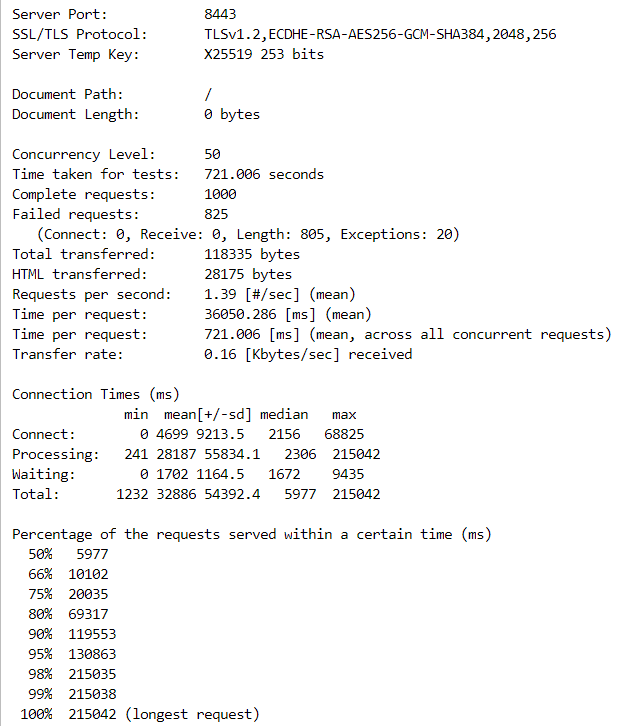 Server Port:            8443
SSL/TLS Protocol:       TLSv1.2,ECDHE-RSA-AES256-GCM-SHA384,2048,256
Server Temp Key:        X25519 253 bits

Document Path:          /
Document Length:        0 bytes

Concurrency Level:      50
Time taken for tests:   721.006 seconds
Complete requests:      1000
Failed requests:        825
   (Connect: 0, Receive: 0, Length: 805, Exceptions: 20)
Total transferred:      118335 bytes
HTML transferred:       28175 bytes
Requests per second:    1.39 [#/sec] (mean)
Time per request:       36050.286 [ms] (mean)
Time per request:       721.006 [ms] (mean, across all concurrent requests)
Transfer rate:          0.16 [Kbytes/sec] received

Connection Times (ms)
              min  mean[+/-sd] median   max
Connect:        0 4699 9213.5   2156   68825
Processing:   241 28187 55834.1   2306  215042
Waiting:        0 1702 1164.5   1672    9435
Total:       1232 32886 54392.4   5977  215042

Percentage of the requests served within a certain time (ms)
  50%   5977
  66%  10102
  75%  20035
  80%  69317
  90%  119553
  95%  130863
  98%  215035
  99%  215038
 100%  215042 (longest request)